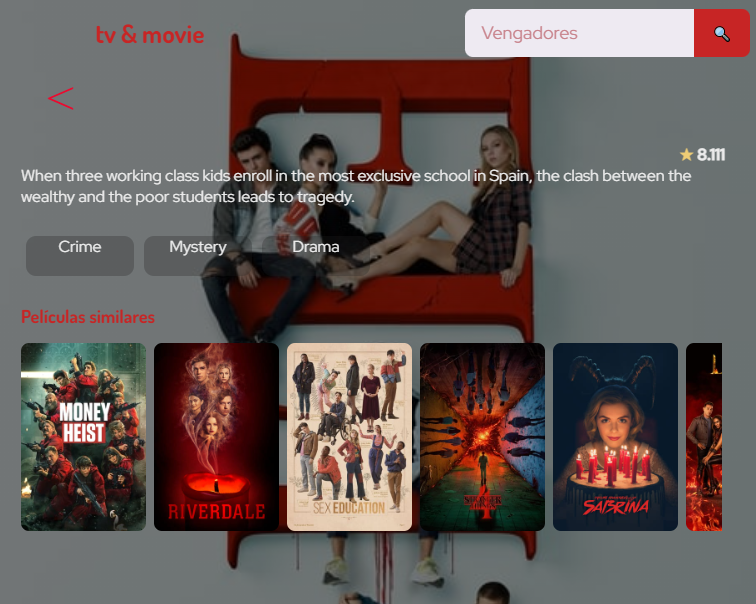 tv & movie
Vengadores
8.111
When three working class kids enroll in the most exclusive school in Spain, the clash between the
wealthy and the poor students leads to tragedy.
Crime
Mystery
Drama
Películas similares
MONEY
HEIST
RIVERDALE
SEX EDUCATION
STRANGER
THINGS
4
SABRINA